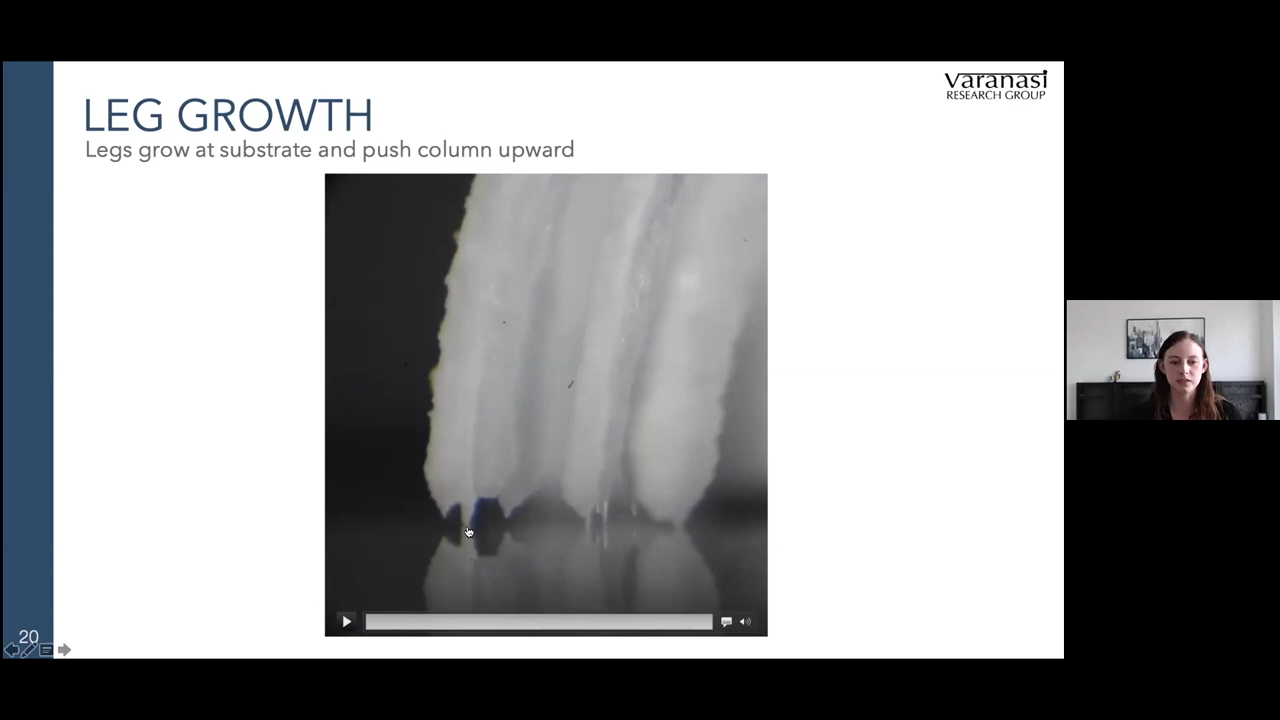 varanasi
RESEARCH GROUP
LEG GROWTH
Legs grow at substrate and push column upward
20